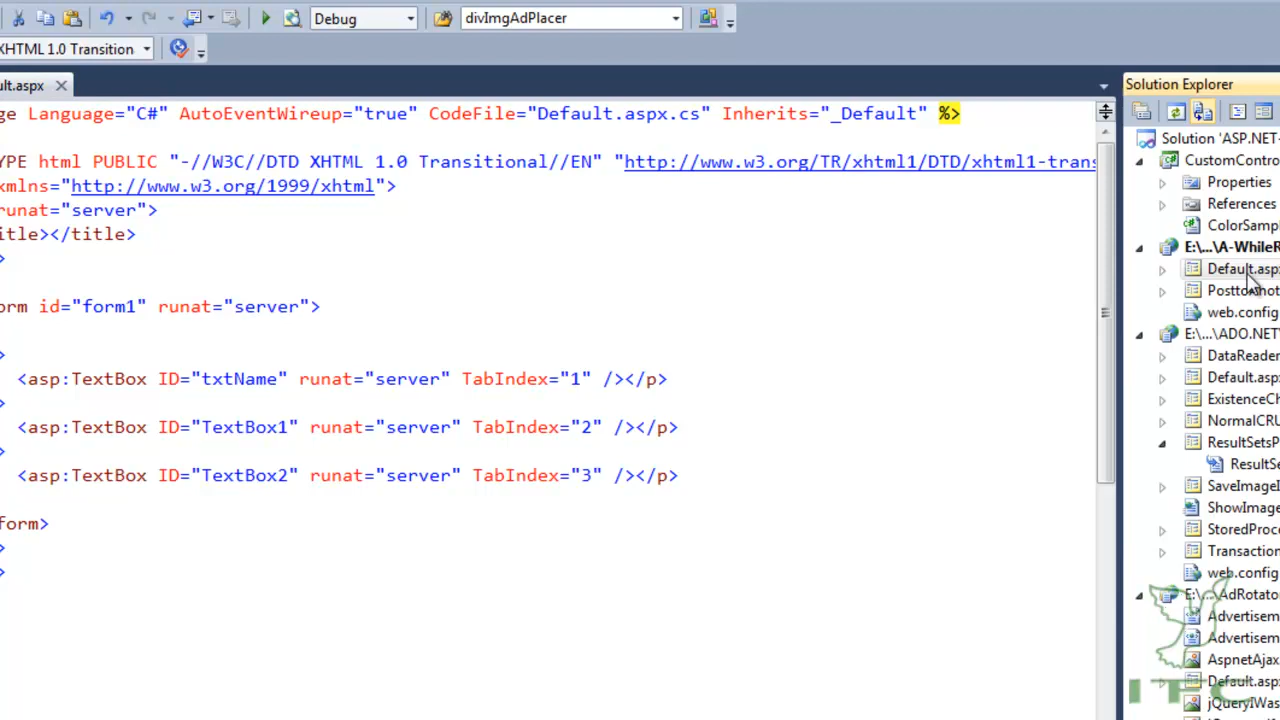 Debug
divImgAdPlacer
XHTML 1.0 Transition
ult.aspx
Solution Explorer
ge Language="C#" AutoEventWireup="true" CodeFile="Default.aspx.cs" Inherits="_Default" %>
YPE html PUBLIC "-//W3C//DTD XHTML 1.0 Transitional//EN" "http://www.w3.org/TR/xhtml1/DTD/xhtml1-trans
xmlns="http://www.w3.org/1999/xhtml">
runat="server">
itle></title>
>
orm id="form1" runat="server">
>
<asp:TextBox ID="txtName" runat="server" TabIndex="1" /></p>
>
<asp:TextBox ID="TextBox1" runat="server" TabIndex="2" /></p>
>
<asp:TextBox ID="TextBox2" runat="server" TabIndex="3" /></p>
form>
>
>
Solution 'ASP.NET-
CustomContro
Properties
References
ColorSamp
E:\...\A-WhileR
Default.asp
web.config
E:\...\ADO.NET\
DataReader
Default.asp
ExistenceCh
NormalCRU
ResultSetsP
ResultSe
SaveImageI
ShowImage
StoredProce
Transaction
web.config
E:\...\AdRotato
Advertisem
Advertisem
AspnetAjax
Default.asp
jQueryIWas
ITFC